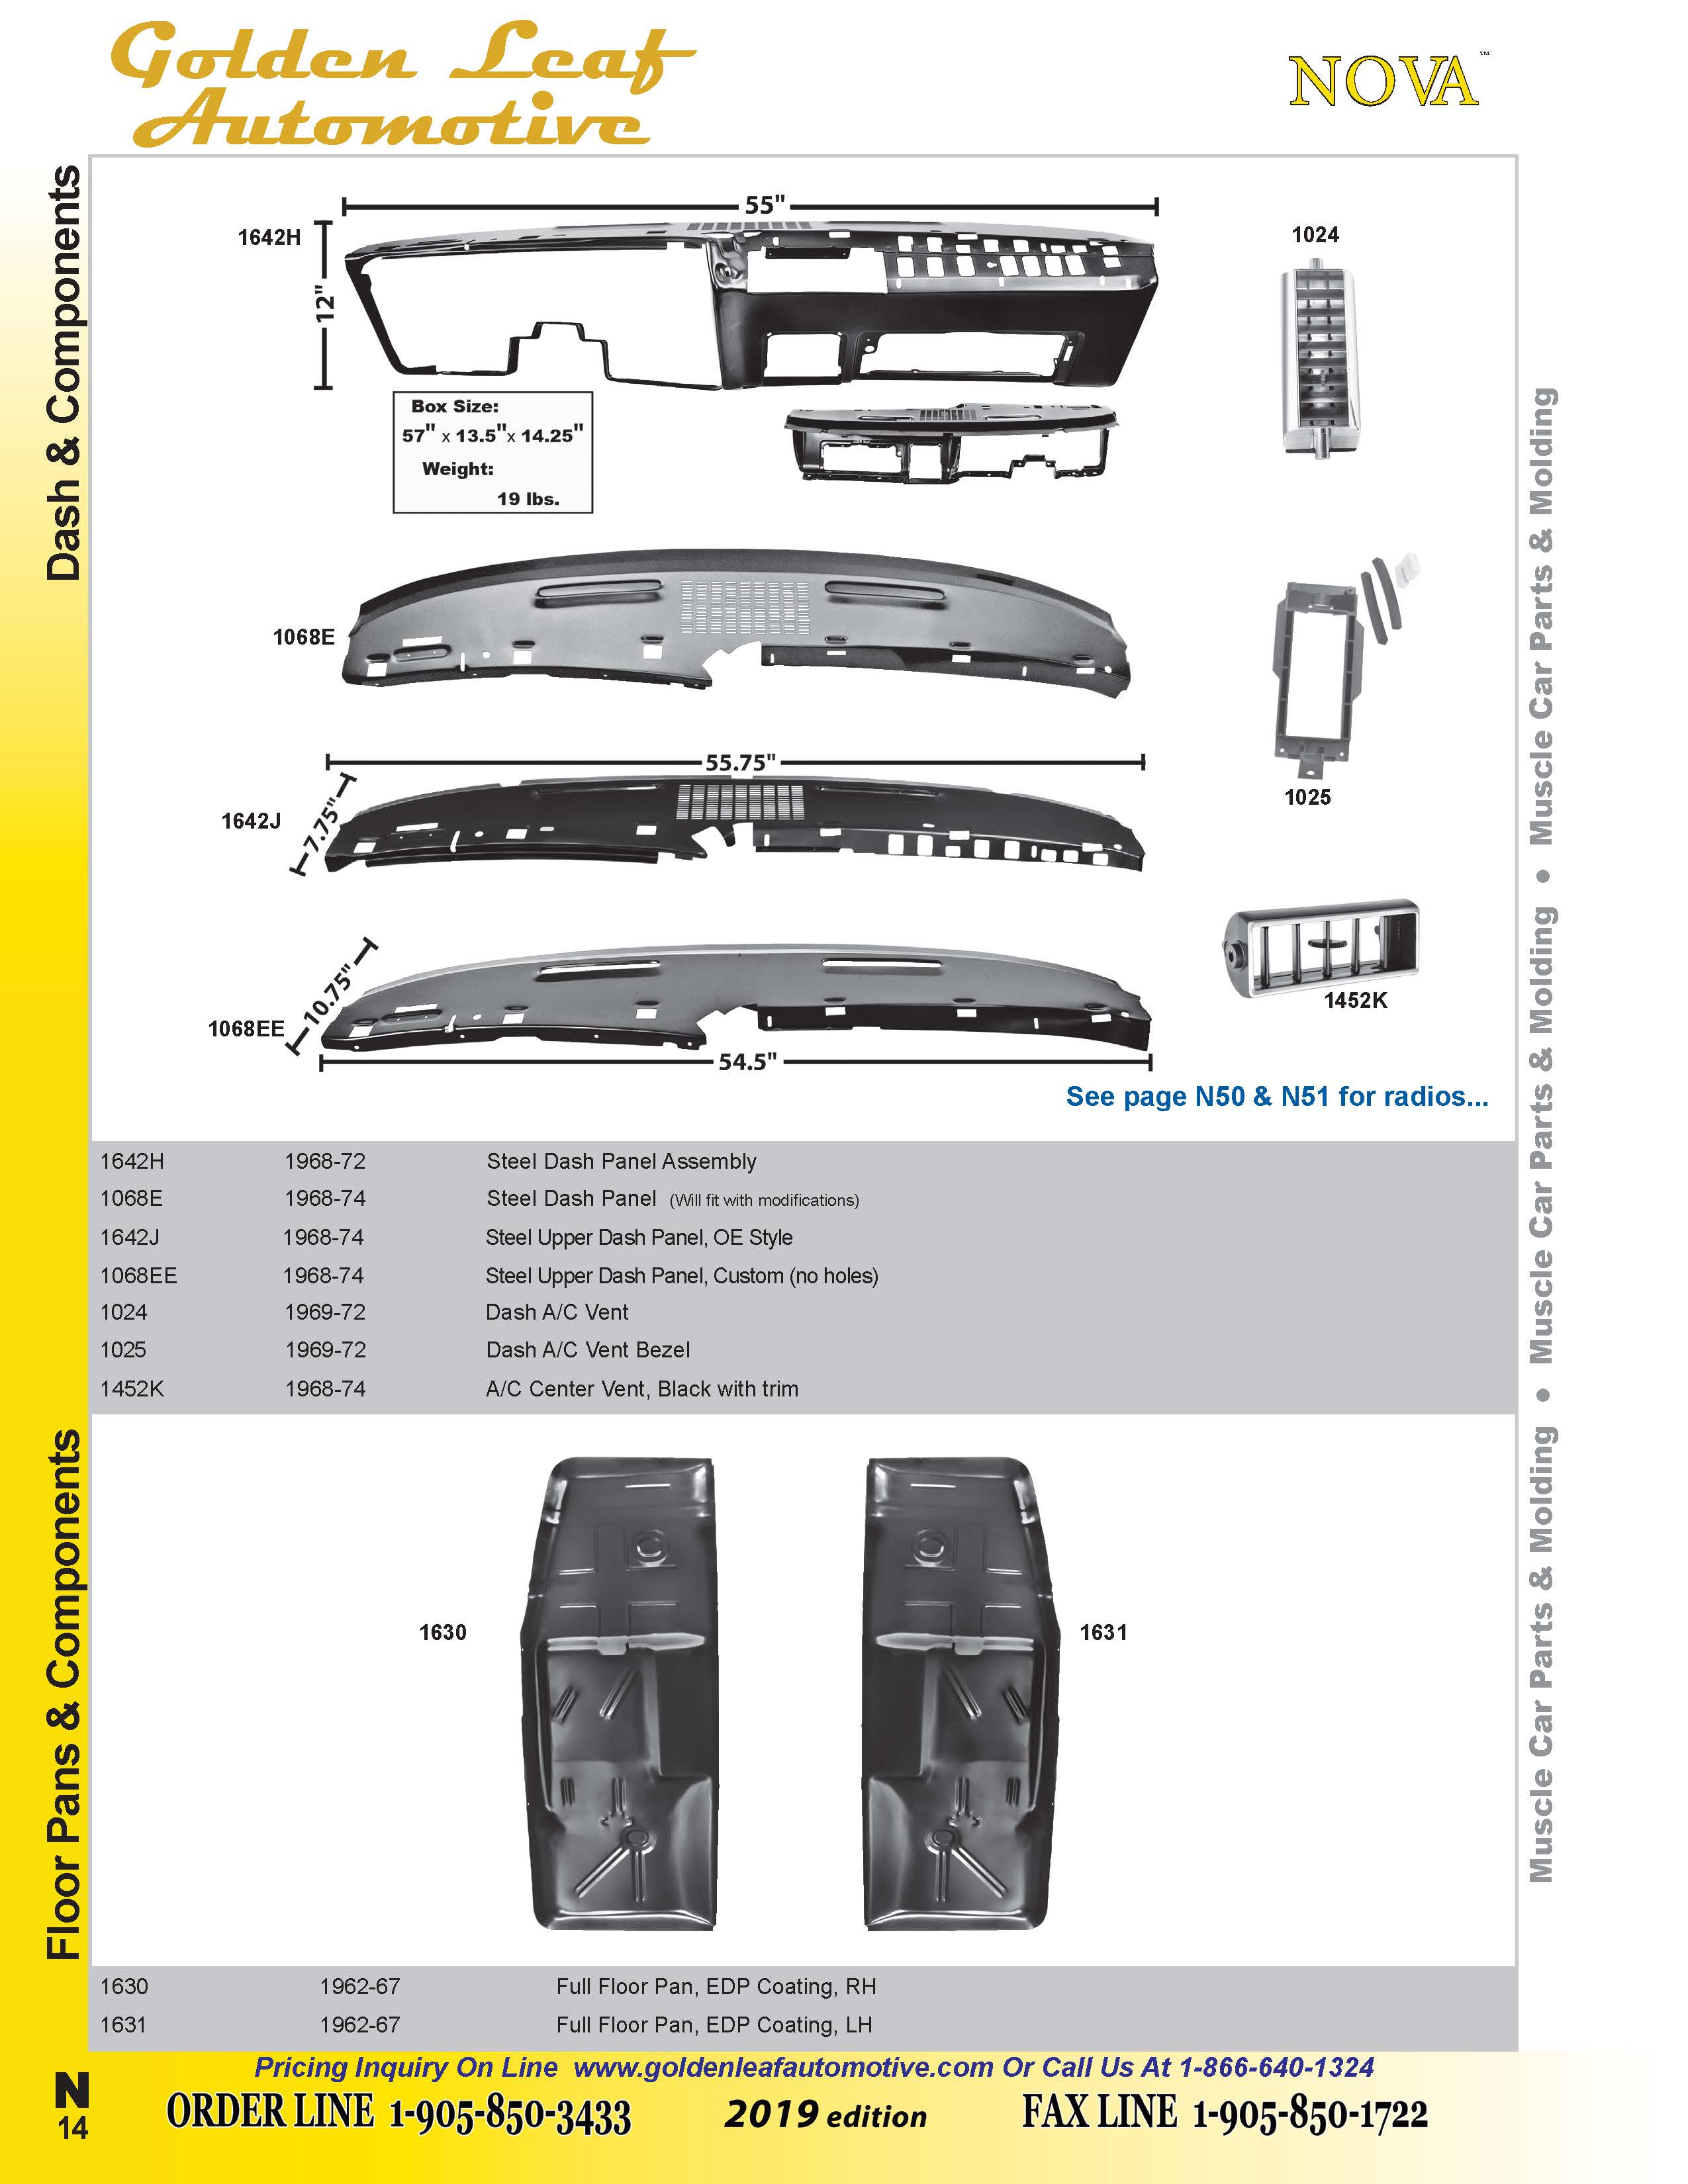 Golden Leaf
Automotive
NOVA™
Dash & Components
55"
1642H
12"
Box Size:
57" x 13.5"x 14.25"
Weight:
19 lbs.
1024
1068E
1025
55.75"
7.75"
1642J
1452K
10.75"
1068EE
54.5"
See page N50 & N51 for radios...
1642H 1968-72 Steel Dash Panel Assembly
1068E 1968-74 Steel Dash Panel (Will fit with modifications)
1642J 1968-74 Steel Upper Dash Panel, OE Style
1068EE 1968-74 Steel Upper Dash Panel, Custom (no holes)
1024 1969-72 Dash A/C Vent
1025 1969-72 Dash A/C Vent Bezel
1452K 1968-74 A/C Center Vent, Black with trim
Floor Pans & Components
1630
1631
1630 1962-67 Full Floor Pan, EDP Coating, RH
1631 1962-67 Full Floor Pan, EDP Coating, LH
Muscle Car Parts & Molding • Muscle Car Parts & Molding • Muscle Car Parts & Molding
Pricing Inquiry On Line www.goldenleafautomotive.com Or Call Us At 1-866-640-1324
N
14
ORDER LINE 1-905-850-3433 2019 edition FAX LINE 1-905-850-1722